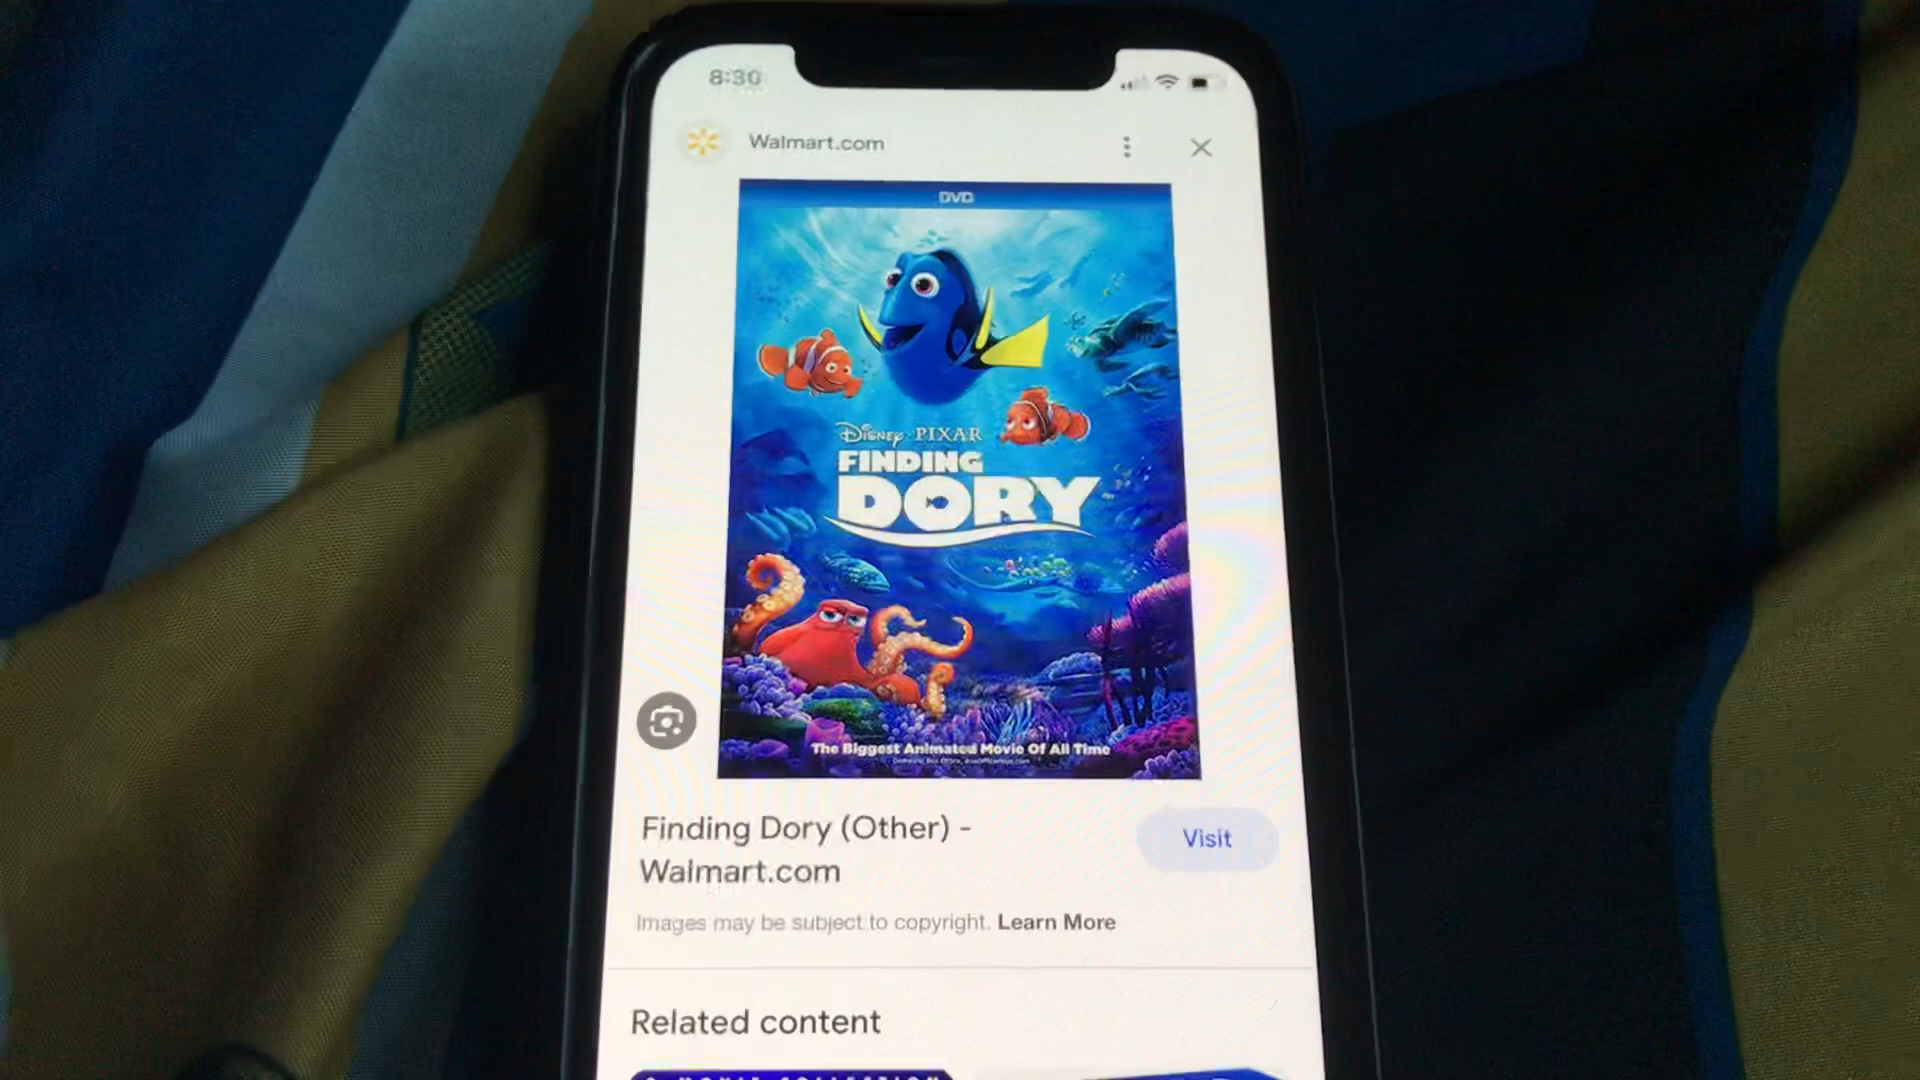 8:30
Walmart.com
DVD
Disney PIXAR
FINDING
DORY
The Biggest Animated Movie Of All Time
Finding Dory (Other) -
Walmart.com
Visit
Images may be subject to copyright. Learn More
Related content